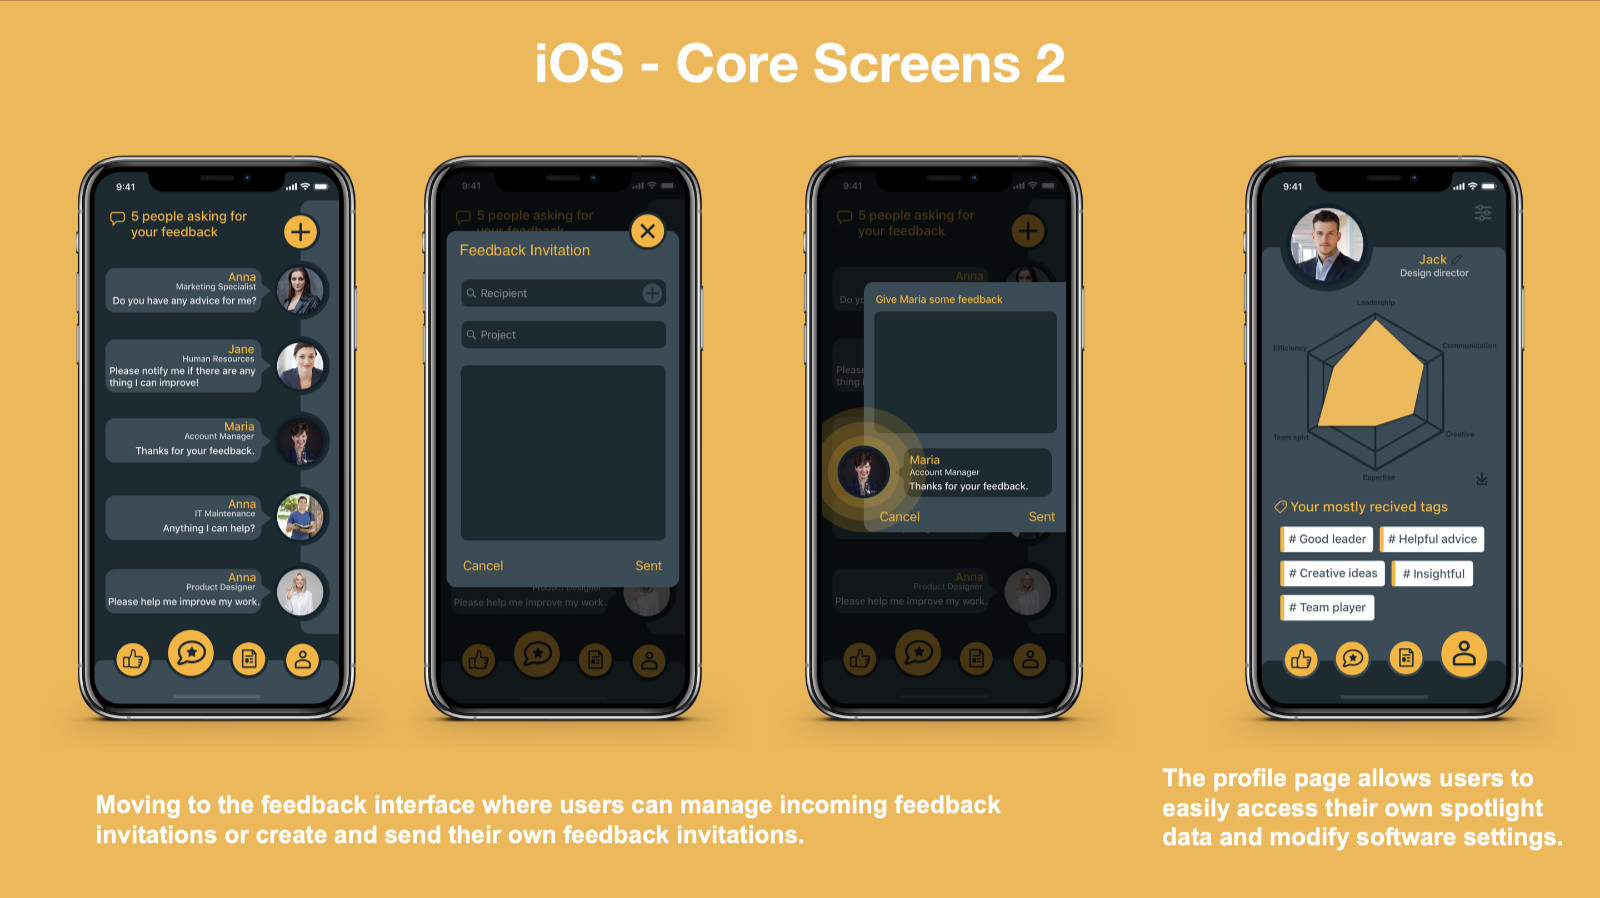 iOS - Core Screens 2
9:41
5 people asking for
your feedback
Anna
Marketing Specialist
Do you have any advice for me?
Jane
Human Resources
Please notify me if there are any
thing I can improve!
Maria
Account Manager
Thanks for your feedback.
Anna
IT Maintenance
Anything I can help?
Anna
Product Designer
Please help me improve my work.
9:41
5 people asking for
your feedback
Feedback Invitation
Recipient
Project
Cancel
Sent
Product Designer
Please help me improve my work.
9:41
5 people asking for
your feedback
Anna
Do yo
Give Maria some feedback
Pleas
thing I
Maria
Account Manager
Thanks for your feedback.
Cancel
Sent
Anna
Product Designer
Please help me improve my work.
9:41
Jack
Design director
Leadership
Efficiency
Communication
Team spirt
Creative
Expertise
Your mostly recived tags
# Good leader
# Helpful advice
# Creative ideas
# Insightful
# Team player
Moving to the feedback interface where users can manage incoming feedback
invitations or create and send their own feedback invitations.
The profile page allows users to
easily access their own spotlight
data and modify software settings.